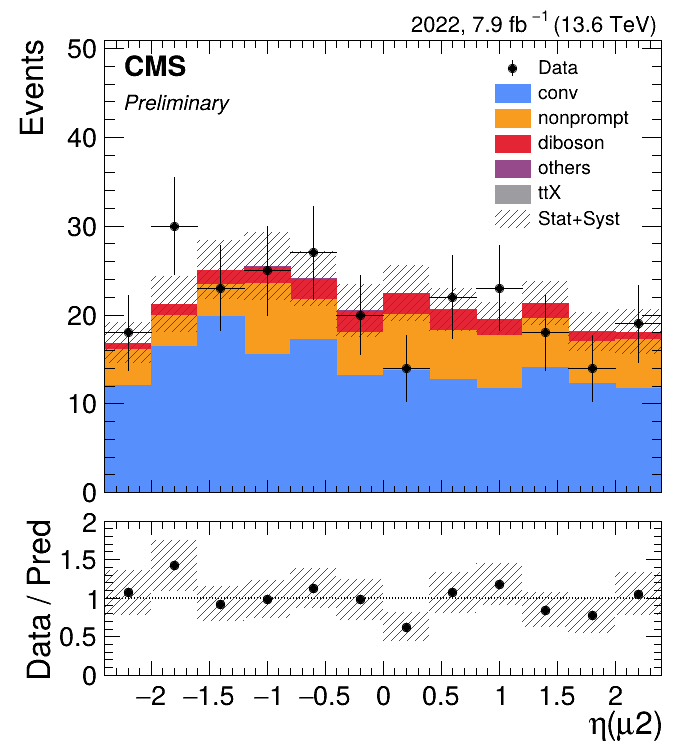 2022, 7.9 fb⁻¹ (13.6 TeV)
Events
50
40
30
20
10
0
CMS
Preliminary
Data
conv
nonprompt
diboson
others
ttX
Stat+Syst
Data / Pred
2
1.5
1
0.5
0
−2 −1.5 −1 −0.5 0 0.5 1 1.5 2
η(μ2)